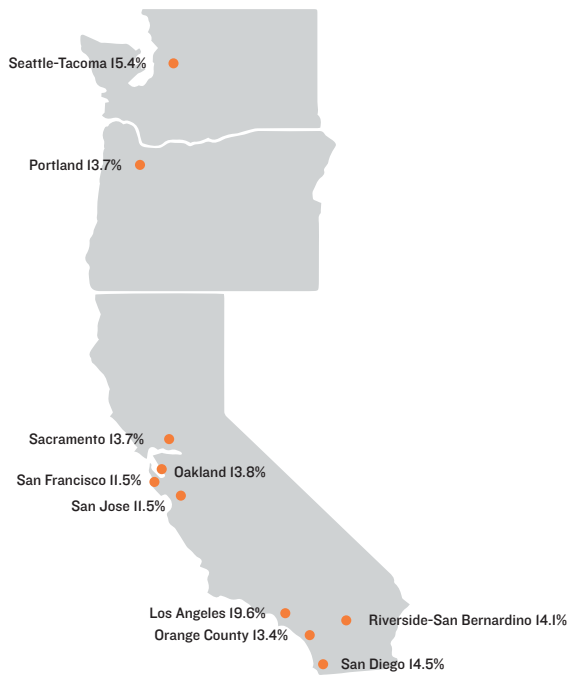 Seattle-Tacoma 15.4%
Portland 13.7%
Sacramento 13.7%
Oakland 13.8%
San Francisco 11.5%
San Jose 11.5%
Los Angeles 19.6%
Riverside-San Bernardino 14.1%
Orange County 13.4%
San Diego 14.5%